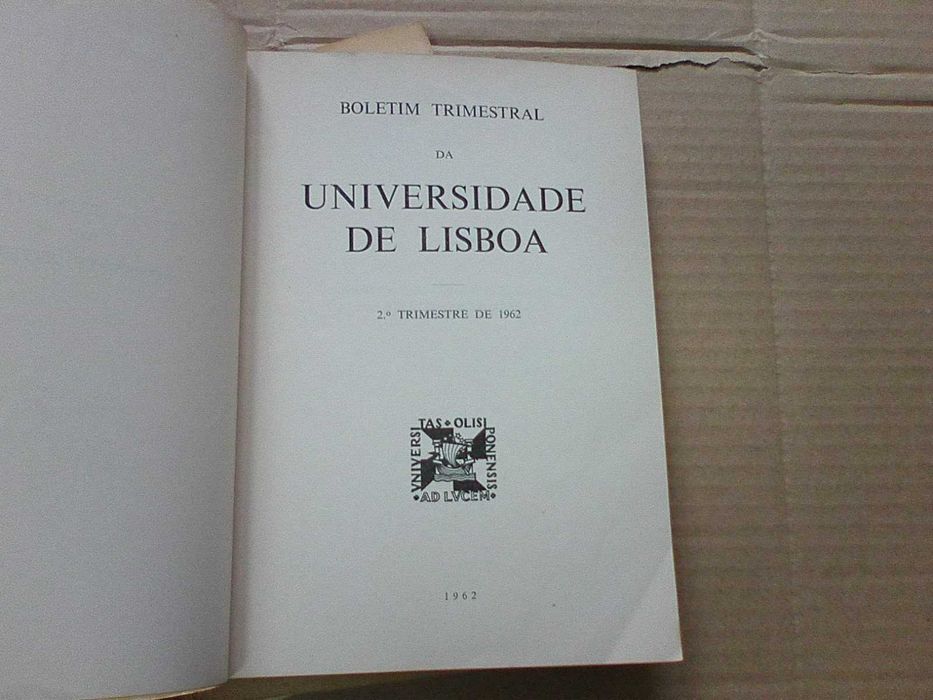 BOLETIM TRIMESTRAL
DA
UNIVERSIDADE
DE LISBOA
2.º TRIMESTRE DE 1962
VNIVERSI
TAS OLISI
PONENSIS
AD LVCEM
1962